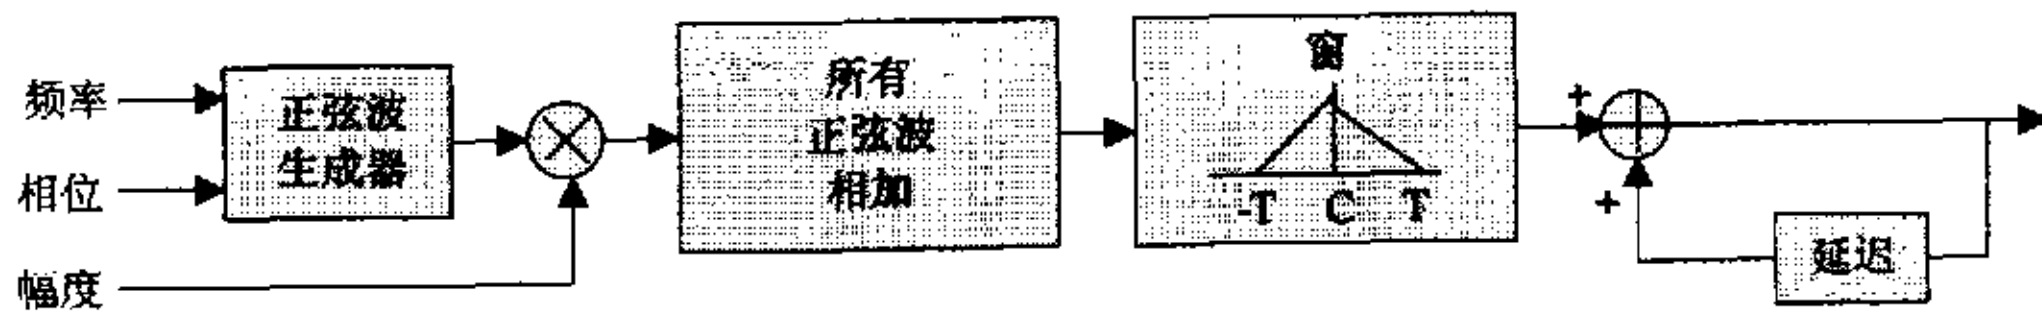 频率
相位
幅度
正弦波
生成器
所有
正弦波
相加
窗
-T C T
+
+
延迟